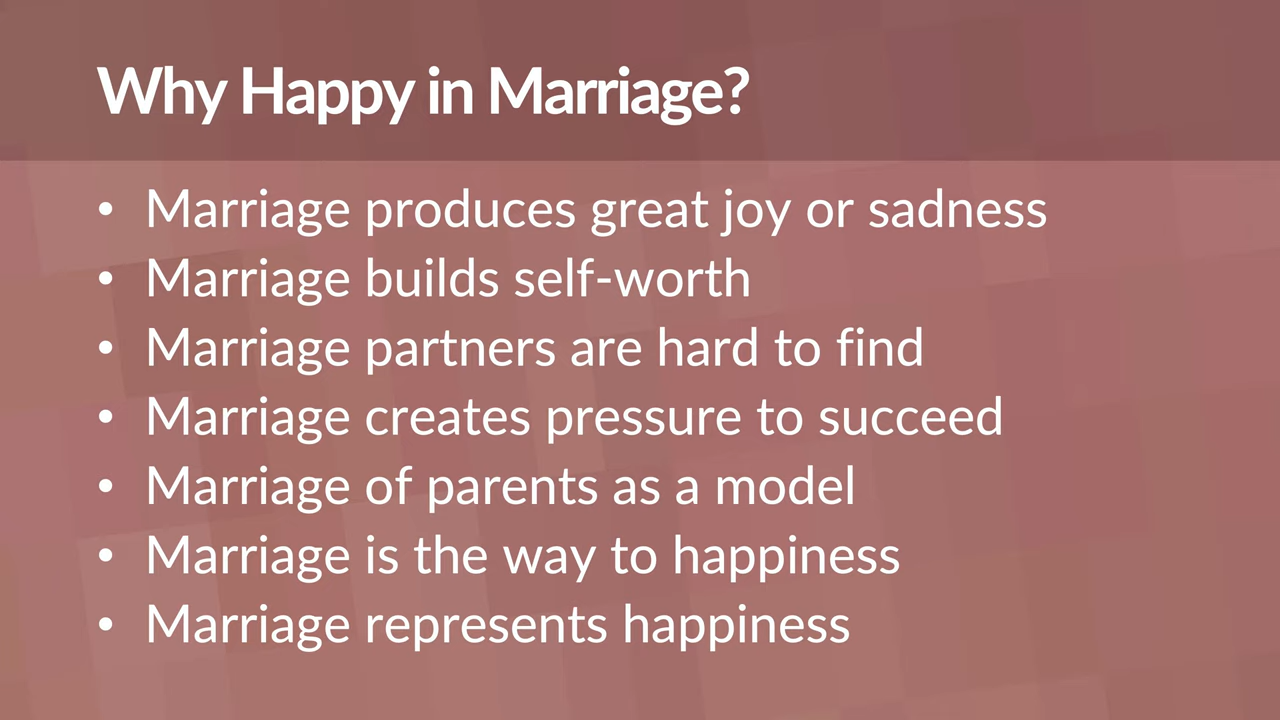 Why Happy in Marriage?
• Marriage produces great joy or sadness
• Marriage builds self-worth
• Marriage partners are hard to find
• Marriage creates pressure to succeed
• Marriage of parents as a model
• Marriage is the way to happiness
• Marriage represents happiness